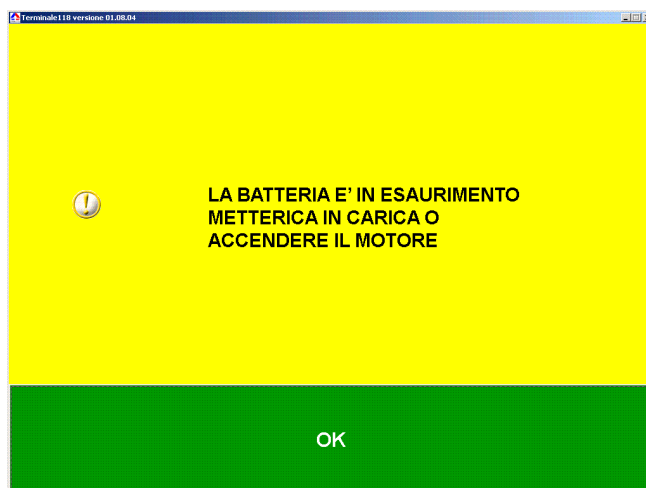 Terminale118 versione 01.08.04
LA BATTERIA E’ IN ESAURIMENTO
METTERICA IN CARICA O
ACCENDERE IL MOTORE
OK